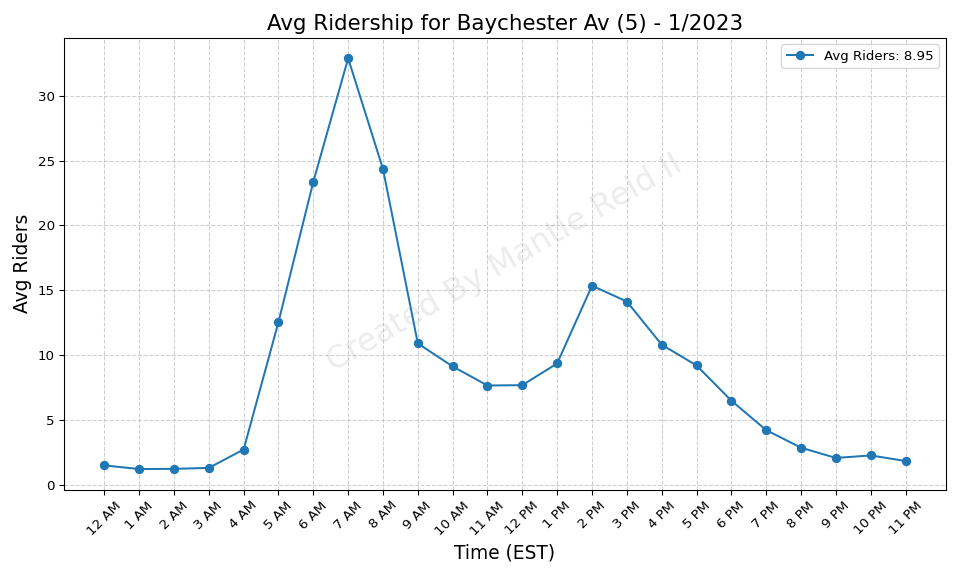 Avg Ridership for Baychester Av (5) - 1/2023
Avg Riders: 8.95
Avg Riders
30
25
20
15
10
5
0
Created By Mantle Reid II
12 AM 1 AM 2 AM 3 AM 4 AM 5 AM 6 AM 7 AM 8 AM 9 AM 10 AM 11 AM 12 PM 1 PM 2 PM 3 PM 4 PM 5 PM 6 PM 7 PM 8 PM 9 PM 10 PM 11 PM
Time (EST)